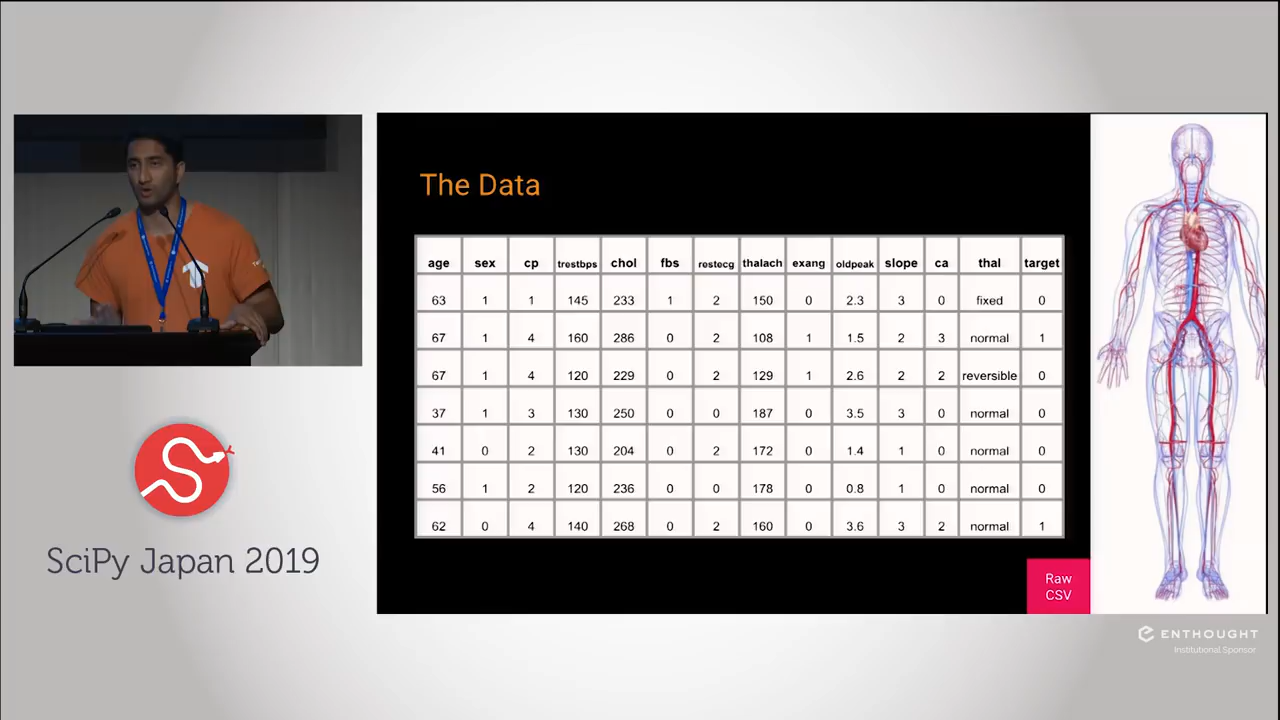 The Data
age sex cp trestbps chol fbs restecg thalach exang oldpeak slope ca thal target
63 1 1 145 233 1 2 150 0 2.3 3 0 fixed 0
67 1 4 160 286 0 2 108 1 1.5 2 3 normal 1
67 1 4 120 229 0 2 129 1 2.6 2 2 reversible 0
37 1 3 130 250 0 0 187 0 3.5 3 0 normal 0
41 0 2 130 204 0 2 172 0 1.4 1 0 normal 0
56 1 2 120 236 0 0 178 0 0.8 1 0 normal 0
62 0 4 140 268 0 2 160 0 3.6 3 2 normal 1
Raw
CSV
SciPy Japan 2019
ENTHOUGHT
Institutional Sponsor